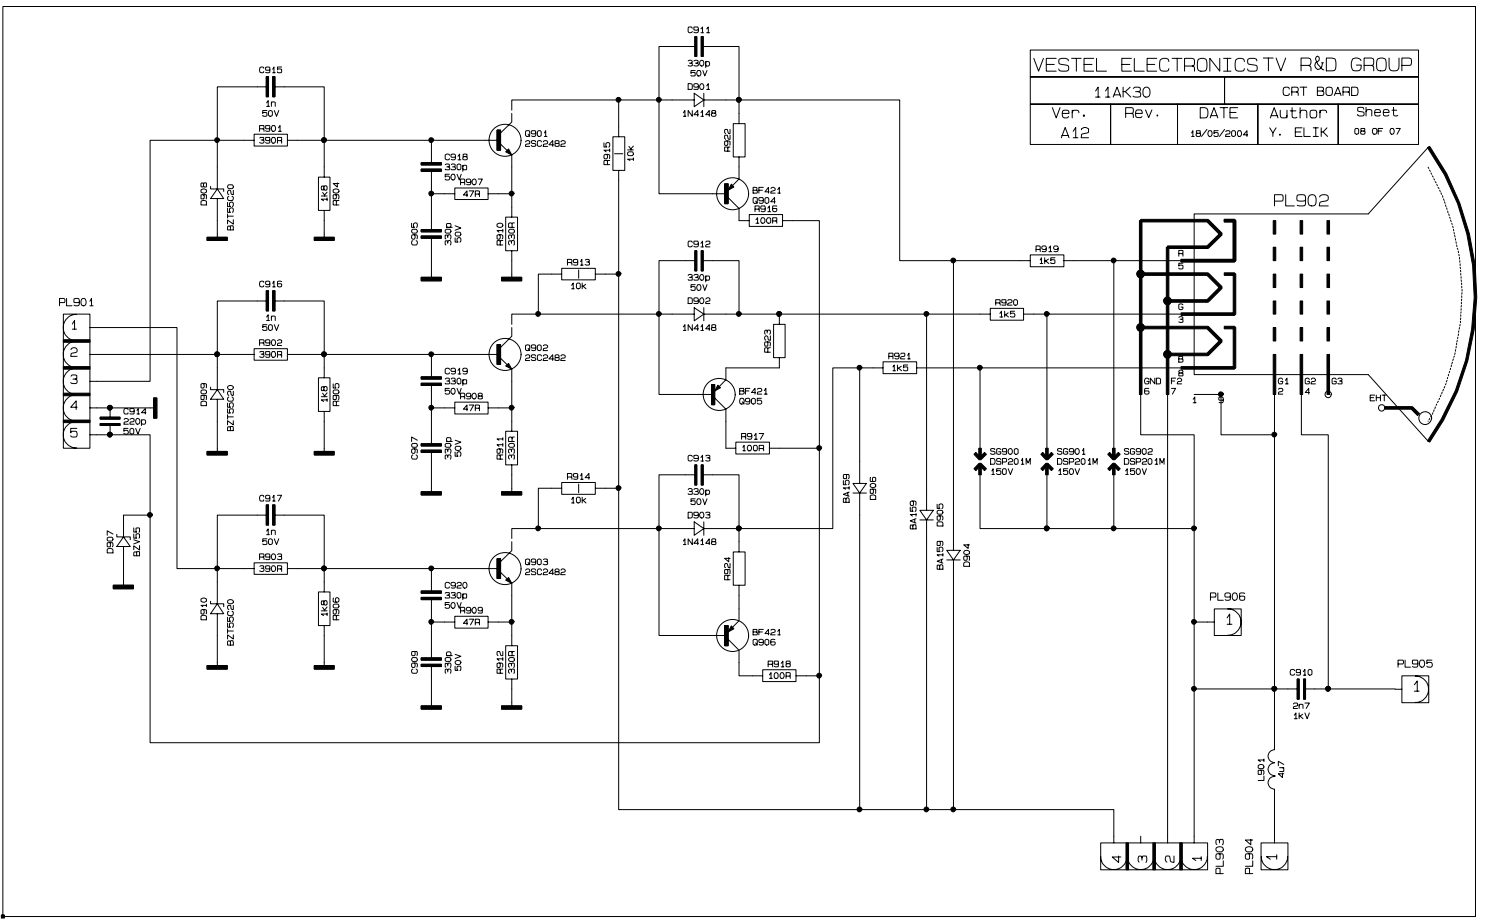 VESTEL ELECTRONICS TV R&D GROUP
11AK30
CRT BOARD
Ver.
A12
Rev.
DATE
18/05/2004
Author
Y. ELIK
Sheet
08 OF 07
C911
330p
50V
D901
1N4148
R922
BF421
Q904
R916
100R
C915
1n
50V
R901
390R
D908
BZT55C20
1k8
R904
C918
330p
50V
R907
47R
C905
330p
50V
R910
330R
Q901
2SC2482
R915
10k
R913
10k
C912
330p
50V
D902
1N4148
R923
BF421
Q905
R917
100R
PL901
1
2
3
4
5
C914
220p
50V
C916
1n
50V
R902
390R
D909
BZT55C20
1k8
R905
C919
330p
50V
R908
47R
C907
330p
50V
R911
330R
Q902
2SC2482
R914
10k
C913
330p
50V
D903
1N4148
R924
BF421
Q906
R918
100R
D907
BZV55
C917
1n
50V
R903
390R
D910
BZT55C20
1k8
R906
C920
330p
50V
R909
47R
C909
330p
50V
R912
330R
Q903
2SC2482
R919
1k5
R920
1k5
R921
1k5
BA159
D906
BA159
D905
BA159
D904
SG900
DSP201M
150V
SG901
DSP201M
150V
SG902
DSP201M
150V
PL902
R
5
G
3
B
8
GND
6
F2
7
1
9
G1
2
G2
4
G3
EHT
PL906
1
PL905
1
C910
2n7
1kV
L901
4u7
PL904
1
PL903
4
3
2
1